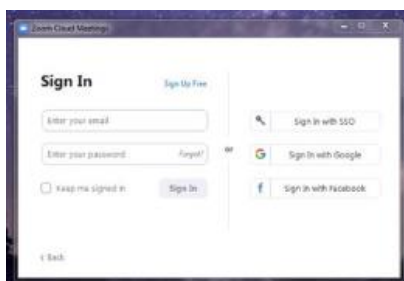 Zoom Cloud Meetings
Sign In
Sign Up Free
Enter your email
Enter your password
Forgot?
Keep me signed in
Sign In
or
Sign In with SSO
Sign In with Google
Sign In with Facebook
< Back